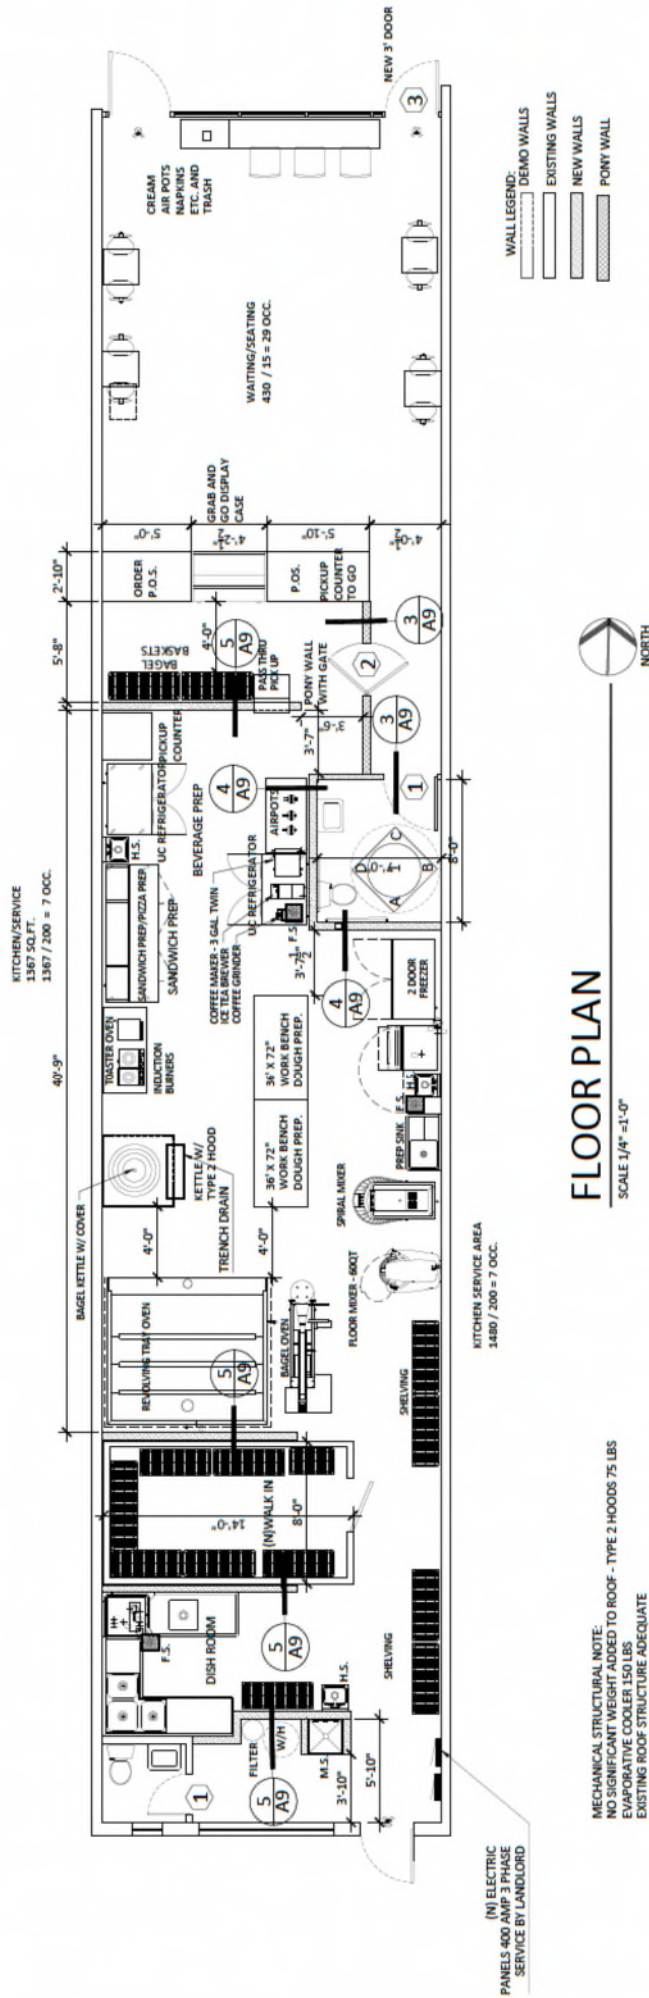 NEW 3' DOOR
3
CREAM
AIR POTS
NAPKINS
ETC. AND
TRASH
WAITING/SEATING
430 / 15 = 29 OCC.
WALL LEGEND:
DEMO WALLS
EXISTING WALLS
NEW WALLS
PONY WALL
GRAB AND
GO DISPLAY
CASE
5'-0"
5'-10"
2'-10"
ORDER
P.O.S.
P.OS.
PICKUP
COUNTER
TO GO
5'-8"
4'-0"
BAGEL
BASKETS
5
A9
PASS THRU
PICK UP
PONY WALL
WITH GATE
2
3
A9
3'-6"
3'-7"
3
A9
1
KITCHEN/SERVICE
1367 SQ.FT.
1367 / 200 = 7 OCC.
40'-9"
PICKUP
COUNTER
UC REFRIGERATOR
H.S.
BEVERAGE PREP
4
A9
AIRPOTS
UC REFRIGERATOR
SANDWICH PREP/PIZZA PREP
SANDWICH PREP
COFFEE MAKER - 3 GAL TWIN
ICE TEA BREWER
COFFEE GRINDER
F.S.
D
C
1
A
B
8'-0"
4
A9
2 DOOR
FREEZER
TOASTER OVEN
INDUCTION
BURNERS
36" X 72"
WORK BENCH
DOUGH PREP.
36" X 72"
WORK BENCH
DOUGH PREP.
H.S.
F.S.
PREP SINK
BAGEL KETTLE W/ COVER
KETTLE W/
TYPE 2 HOOD
TRENCH DRAIN
4'-0"
4'-0"
SPIRAL MIXER
FLOOR MIXER - 60QT
REVOLVING TRAY OVEN
BAGEL OVEN
5
A9
SHELVING
KITCHEN SERVICE AREA
1480 / 200 = 7 OCC.
14'-0"
(N)WALK IN
8'-0"
F.S.
DISH ROOM
5
A9
H.S.
SHELVING
FILTER
W/H
M.S.
5
A9
1
3'-10"
5'-10"
(N) ELECTRIC
PANELS 400 AMP 3 PHASE
SERVICE BY LANDLORD
NORTH
FLOOR PLAN
SCALE 1/4" =1'-0"
MECHANICAL STRUCTURAL NOTE:
NO SIGNIFICANT WEIGHT ADDED TO ROOF - TYPE 2 HOODS 75 LBS
EVAPORATIVE COOLER 150 LBS
EXISTING ROOF STRUCTURE ADEQUATE